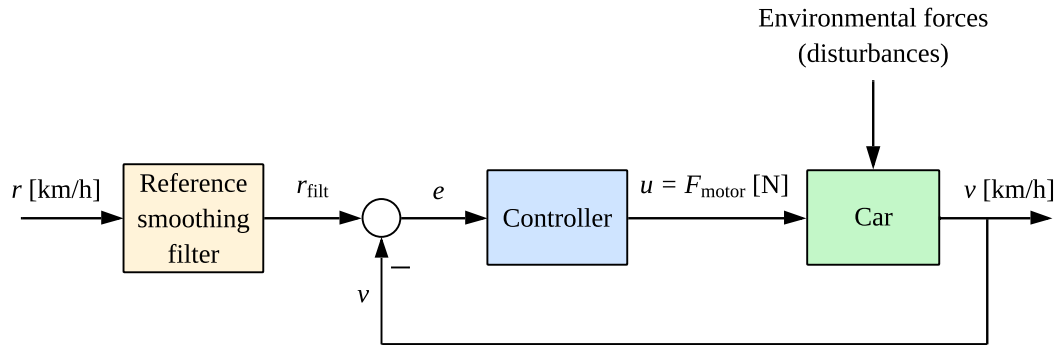 Environmental forces
(disturbances)
r [km/h]
Reference
smoothing
filter
r_filt
e
Controller
u = F_motor [N]
Car
v [km/h]
−
v